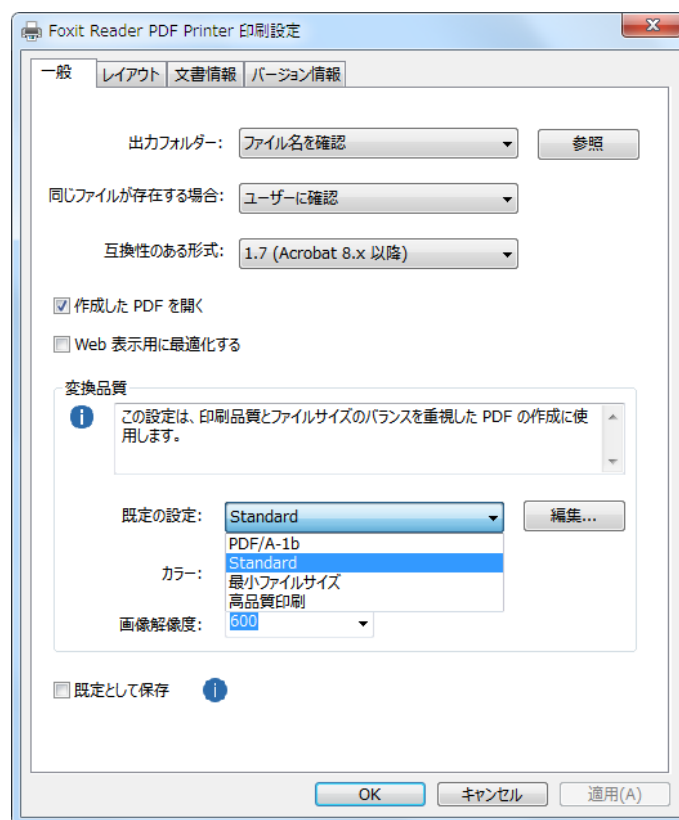 Foxit Reader PDF Printer 印刷設定
一般 レイアウト 文書情報 バージョン情報
出力フォルダー: ファイル名を確認 参照
同じファイルが存在する場合: ユーザーに確認
互換性のある形式: 1.7 (Acrobat 8.x 以降)
作成した PDF を開く
Web 表示用に最適化する
変換品質
この設定は、印刷品質とファイルサイズのバランスを重視した PDF の作成に使
用します。
既定の設定: Standard 編集...
PDF/A-1b
Standard
カラー:
最小ファイルサイズ
高品質印刷
画像解像度: 600
既定として保存
OK キャンセル 適用(A)